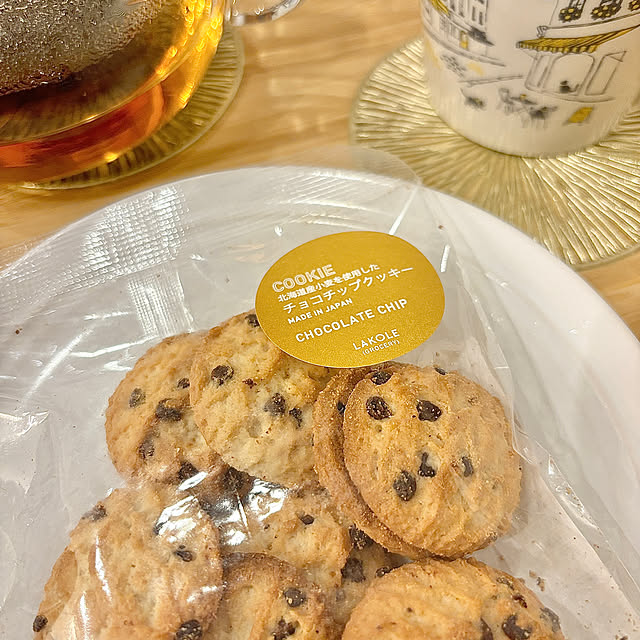 COOKIE
北海道産小麦を使用した
チョコチップクッキー
MADE IN JAPAN
CHOCOLATE CHIP
LAKOLE
(GROCERY)